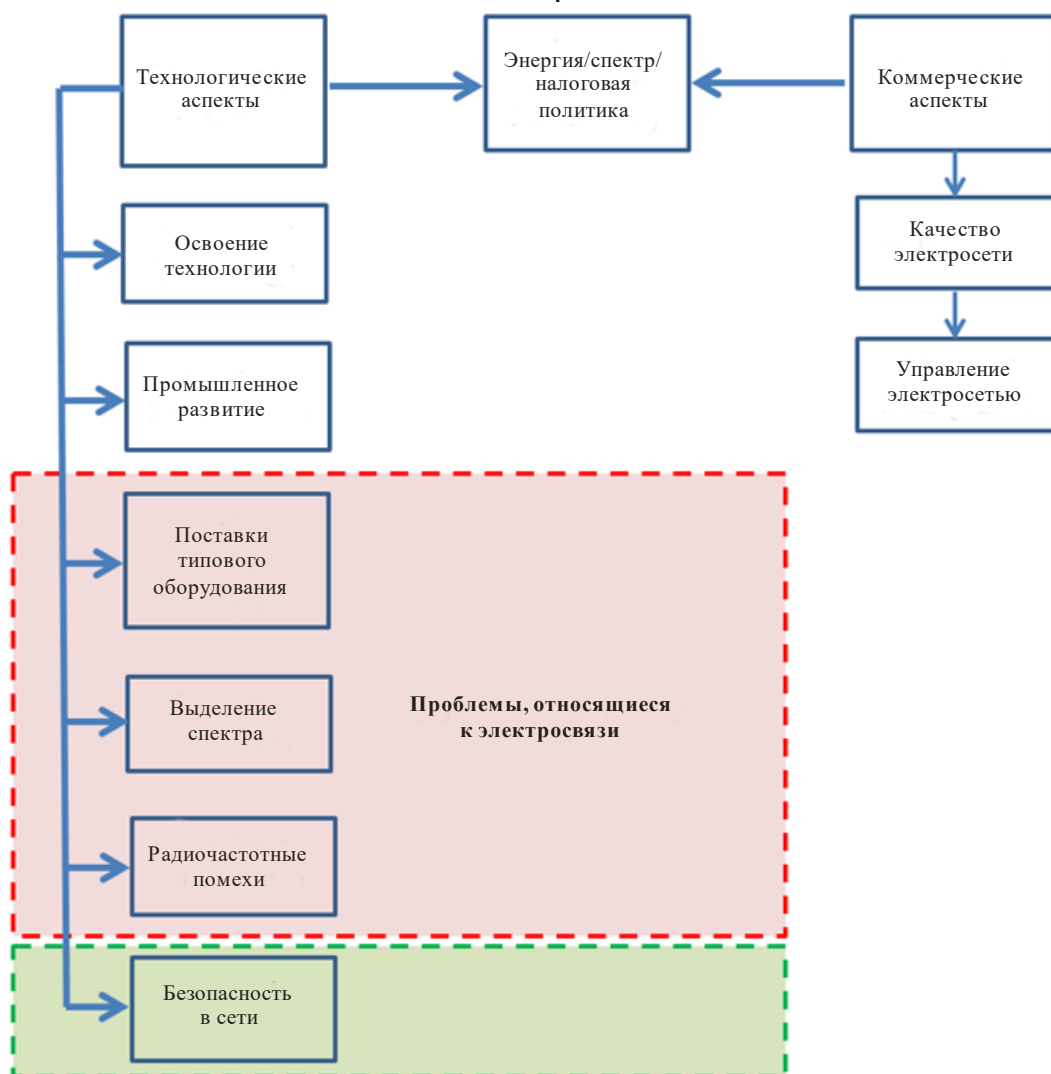 Технологические
аспекты
Энергия/спектр/
налоговая
политика
Коммерческие
аспекты
Освоение
технологии
Качество
электросети
Промышленное
развитие
Управление
электросетью
Поставки
типового
оборудования
Выделение
спектра
Проблемы, относящиеся
к электросвязи
Радиочастотные
помехи
Безопасность
в сети